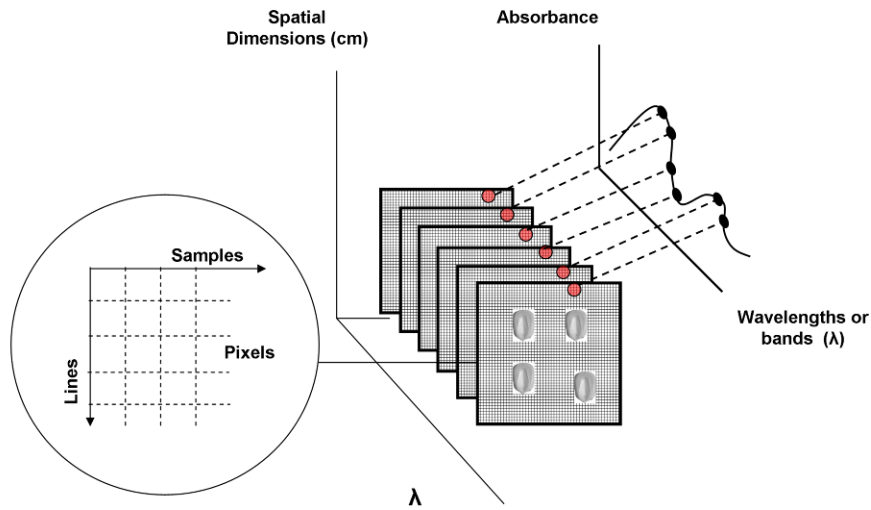 Spatial
Dimensions (cm)
Absorbance
Samples
Pixels
Lines
Wavelengths or
bands (λ)
λ